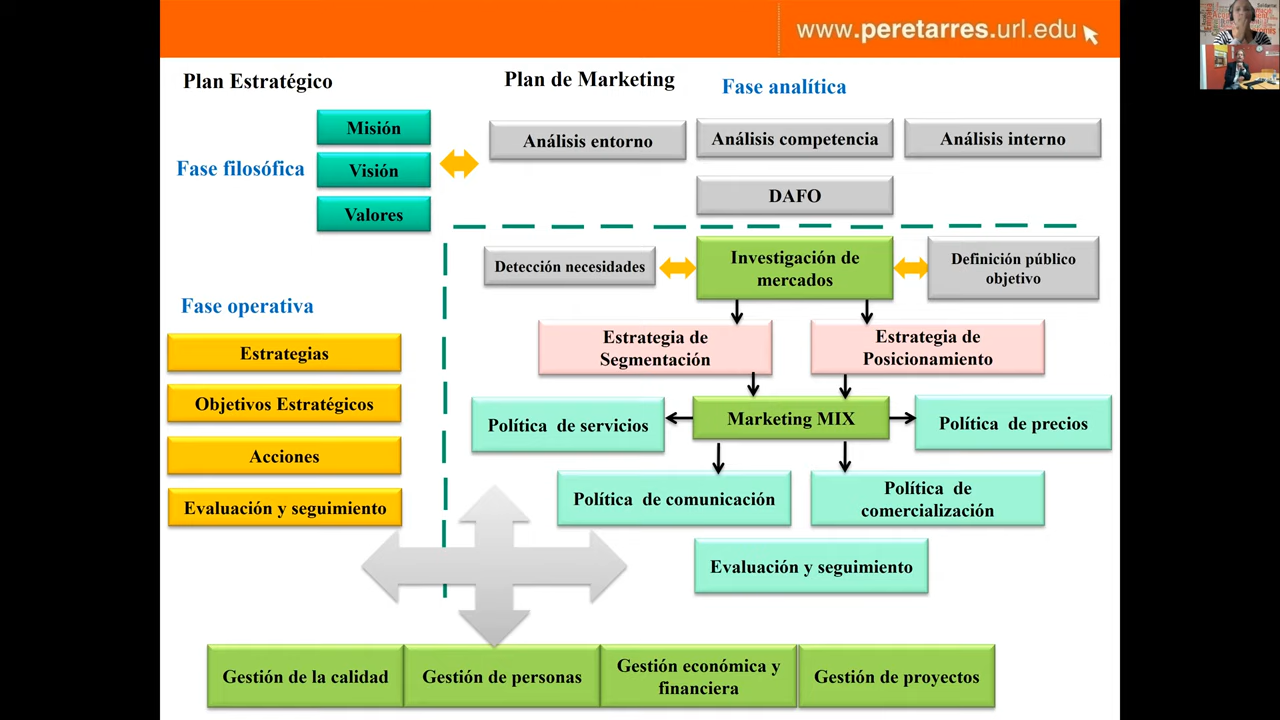 www.peretarres.url.edu
Plan Estratégico
Plan de Marketing
Fase analítica
Fase filosófica
Misión
Visión
Valores
Análisis entorno
Análisis competencia
Análisis interno
DAFO
Detección necesidades
Investigación de
mercados
Definición público
objetivo
Fase operativa
Estrategias
Objetivos Estratégicos
Acciones
Evaluación y seguimiento
Estrategia de
Segmentación
Estrategia de
Posicionamiento
Política de servicios
Marketing MIX
Política de precios
Política de comunicación
Política de
comercialización
Evaluación y seguimiento
Gestión de la calidad
Gestión de personas
Gestión económica y
financiera
Gestión de proyectos